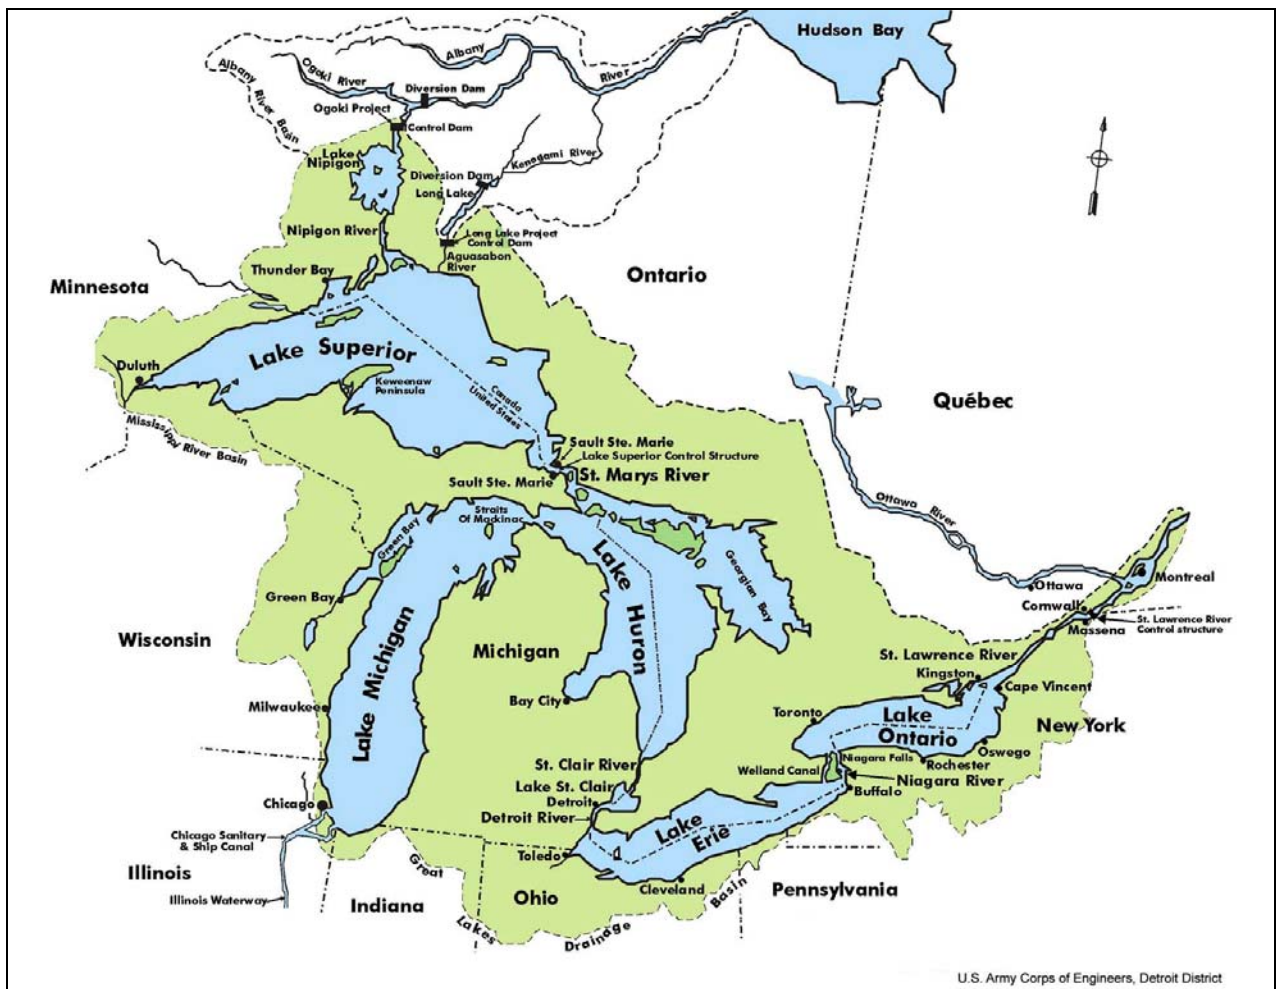 Hudson Bay
Albany
River
Ogoki River
Albany
River
Basin
Diversion Dam
Ogoki Project
Control Dam
Lake
Nipigon
Kenogami River
Diversion Dam
Long Lake
Nipigon River
Long Lake Project
Control Dam
Aguasabon
River
Thunder Bay
Ontario
Minnesota
Lake Superior
Duluth
Keweenaw
Peninsula
Canada
United States
Québec
Mississippi River Basin
Sault Ste. Marie
Lake Superior Control Structure
St. Marys River
Sault Ste. Marie
Straits
Of Mackinac
Ottawa River
Green Bay
Lake Huron
Georgian Bay
Montreal
Ottawa
Green Bay
Cornwall
St. Lawrence River
Control structure
Massena
Wisconsin
Lake Michigan
Michigan
St. Lawrence River
Kingston
Cape Vincent
Bay City
Milwaukee
Toronto
Lake
Ontario
New York
Oswego
Niagara Falls
Rochester
St. Clair River
Welland Canal
Niagara River
Lake St. Clair
Buffalo
Detroit
Chicago
Detroit River
Lake
Erie
Chicago Sanitary
& Ship Canal
Toledo
Great
Lakes
Drainage
Basin
Illinois
Cleveland
Pennsylvania
Illinois Waterway
Indiana
Ohio
U.S. Army Corps of Engineers, Detroit District